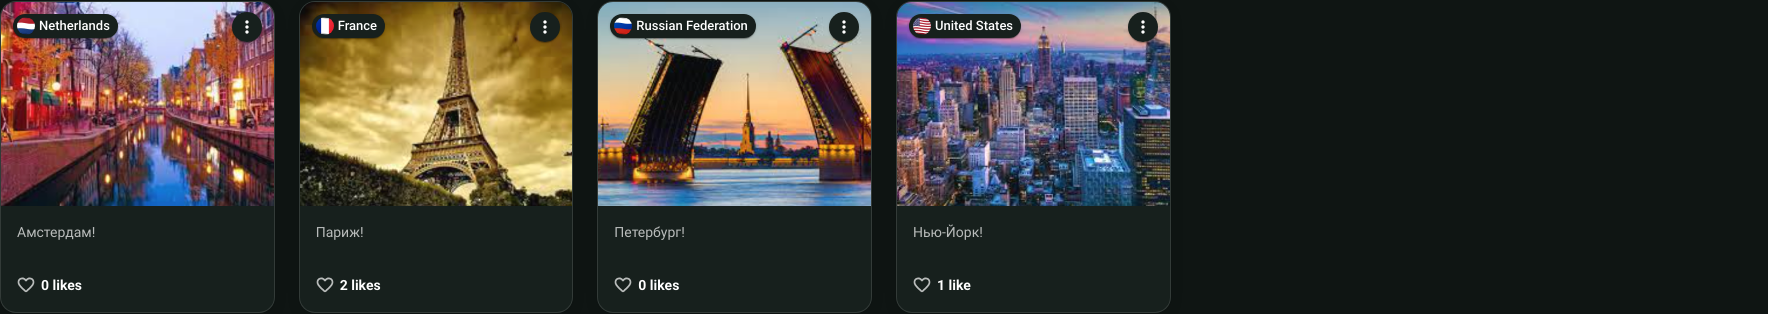 Netherlands
Амстердам!
0 likes
France
Париж!
2 likes
Russian Federation
Петербург!
0 likes
United States
Нью-Йорк!
1 like